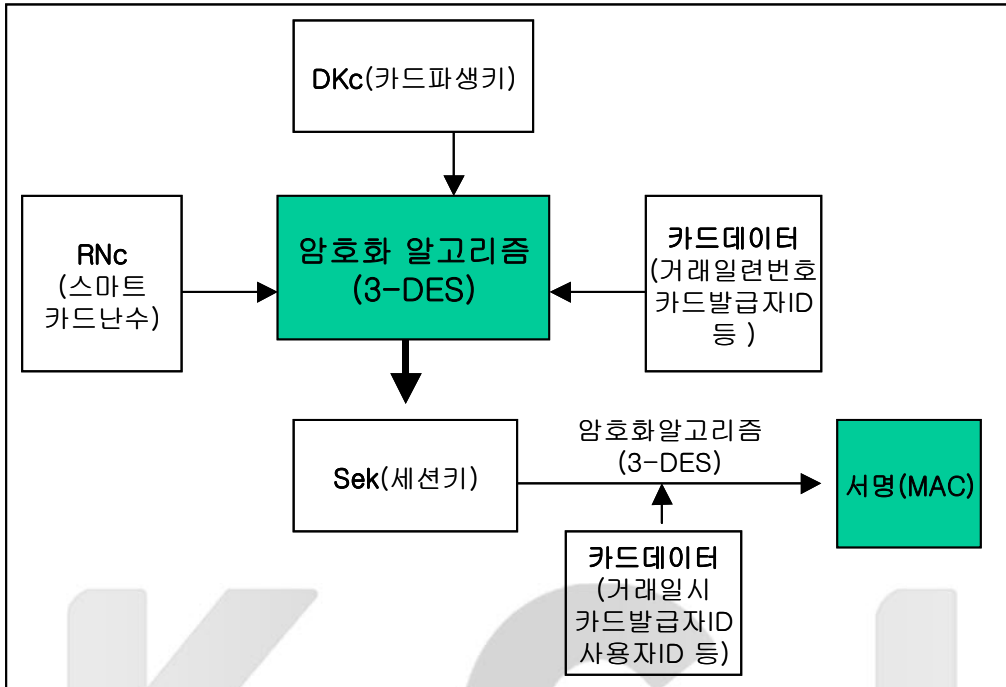 DKc(카드파생키)
RNc
(스마트
카드난수)
암호화 알고리즘
(3-DES)
카드데이터
(거래일련번호
카드발급자ID
등 )
Sek(세션키)
암호화알고리즘
(3-DES)
서명(MAC)
카드데이터
(거래일시
카드발급자ID
사용자ID 등)